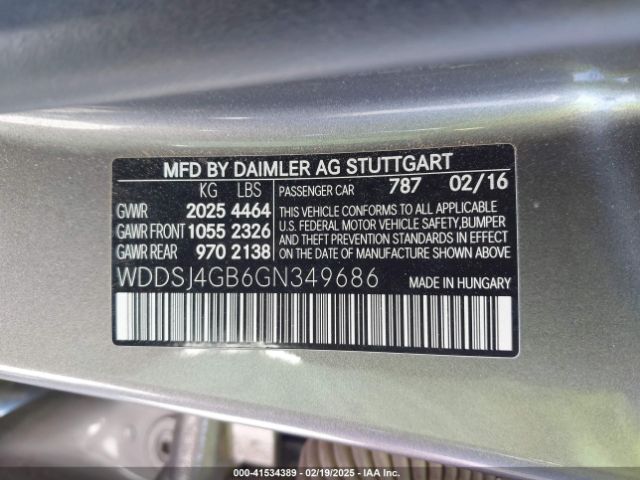 MFD BY DAIMLER AG STUTTGART
KG LBS
GVWR 2025 4464
GAWR FRONT 1055 2326
GAWR REAR 970 2138
PASSENGER CAR 787 02/16
THIS VEHICLE CONFORMS TO ALL APPLICABLE
U.S. FEDERAL MOTOR VEHICLE SAFETY, BUMPER
AND THEFT PREVENTION STANDARDS IN EFFECT
ON THE DATE OF MANUFACTURE SHOWN ABOVE
WDDSJ4GB6GN349686
MADE IN HUNGARY
000-41534389 — 02/19/2025 — IAA Inc.